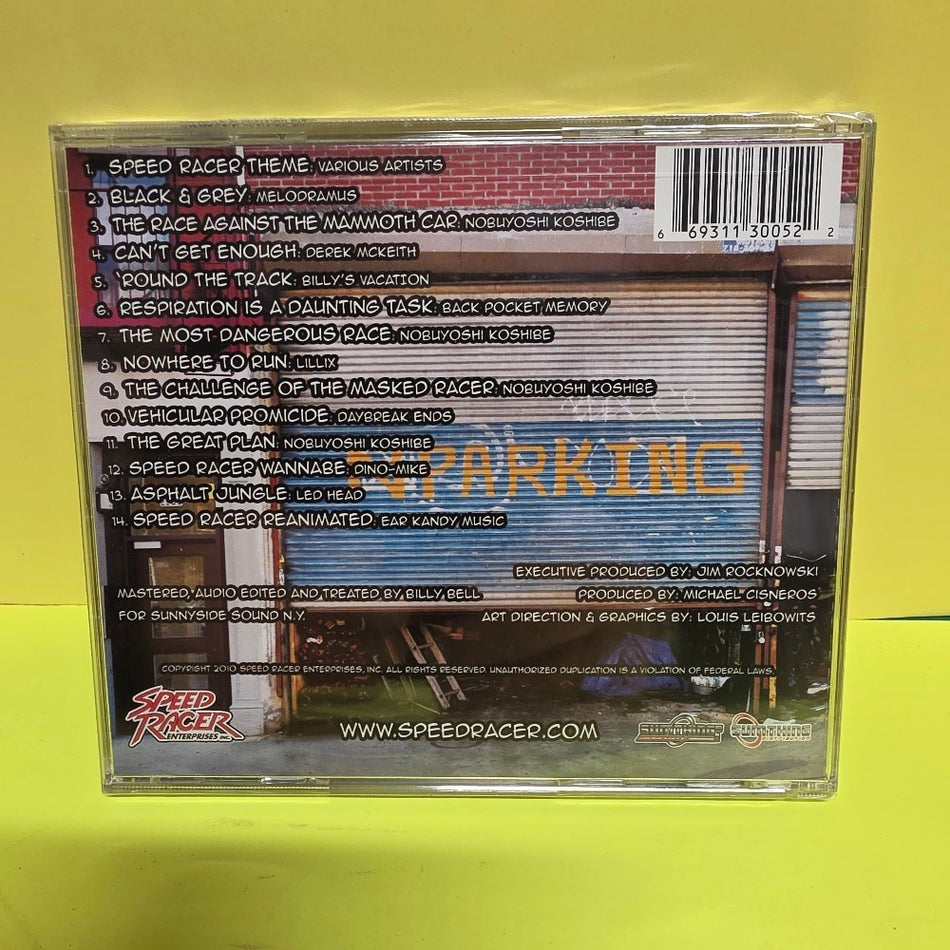 1. SPEED RACER THEME: VARIOUS ARTISTS
2. BLACK & GREY: MELODRAMUS
3. THE RACE AGAINST THE MAMMOTH CAR: NOBUYOSHI KOSHIBE
4. CAN'T GET ENOUGH: DEREK MCKEITH
5. 'ROUND THE TRACK: BILLY'S VACATION
6. RESPIRATION IS A DAUNTING TASK: BACK POCKET MEMORY
7. THE MOST DANGEROUS RACE: NOBUYOSHI KOSHIBE
8. NOWHERE TO RUN: LILLIX
9. THE CHALLENGE OF THE MASKED RACER: NOBUYOSHI KOSHIBE
10. VEHICULAR PROMICIDE: DAYBREAK ENDS
11. THE GREAT PLAN: NOBUYOSHI KOSHIBE
12. SPEED RACER WANNABE: DINO-MIKE
13. ASPHALT JUNGLE: LED HEAD
14. SPEED RACER REANIMATED: EAR KANDY MUSIC
6 69311 30052 2
PARKING
EXECUTIVE PRODUCED BY: JIM ROCKNOWSKI
MASTERED, AUDIO EDITED AND TREATED BY BILLY BELL
FOR SUNNYSIDE SOUND N.Y.
PRODUCED BY: MICHAEL CISNEROS
ART DIRECTION & GRAPHICS BY: LOUIS LEIBOWITS
COPYRIGHT 2010 SPEED RACER ENTERPRISES, INC. ALL RIGHTS RESERVED. UNAUTHORIZED DUPLICATION IS A VIOLATION OF FEDERAL LAWS.
SPEED
RACER
ENTERPRISES INC.
WWW.SPEEDRACER.COM
SUMTHING